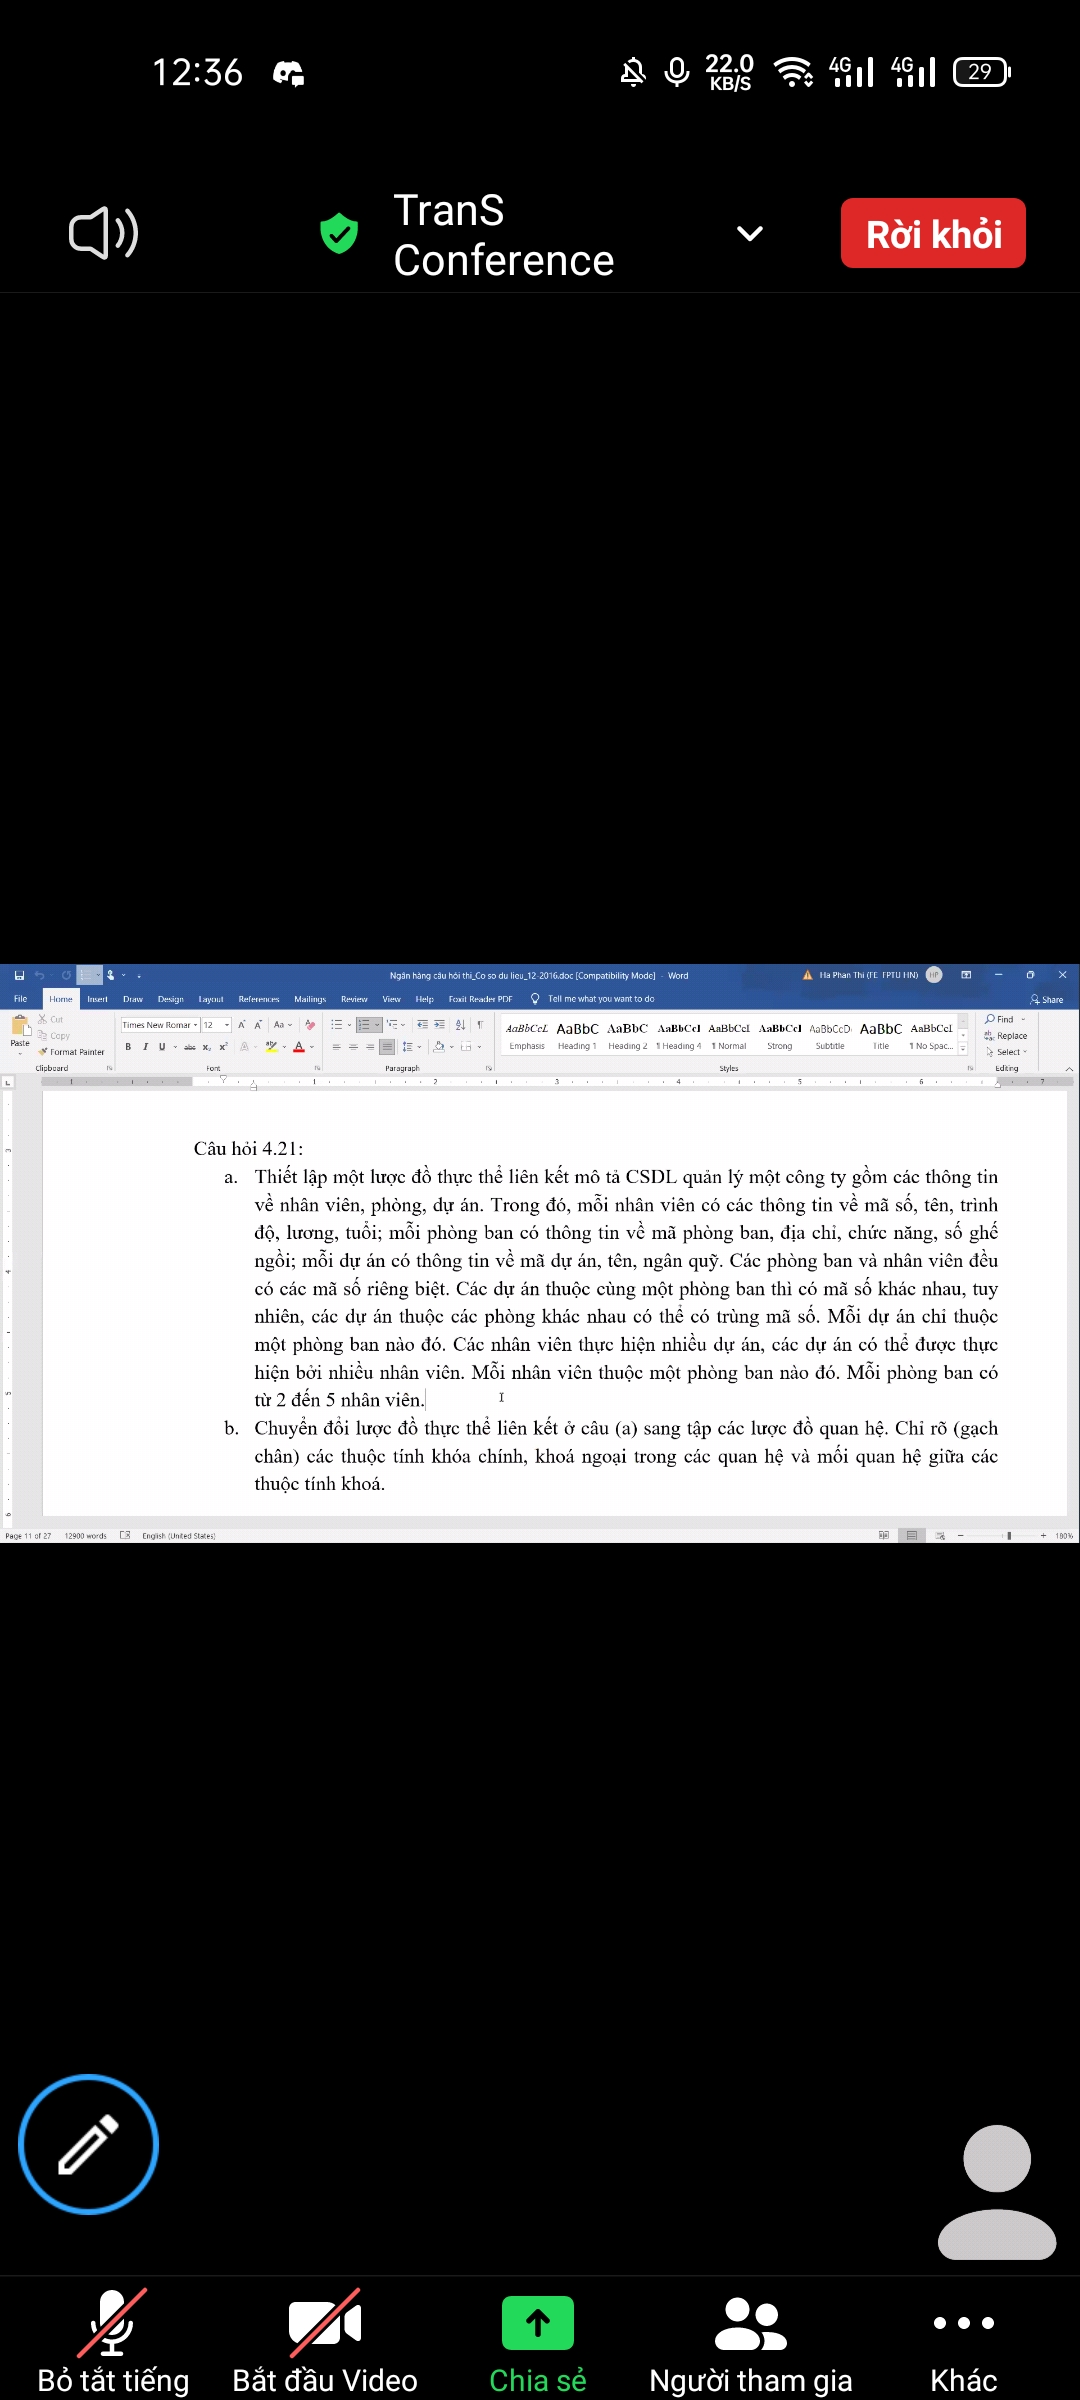 12:36
22.0
KB/S
4G
4G
29
TranS
Conference
Rời khỏi
Ngân hàng câu hỏi thi_Co so du lieu_12-2016.doc [Compatibility Mode] - Word
Ha Phan Thi (FE FPTU HN)
HP
File Home Insert Draw Design Layout References Mailings Review View Help Foxit Reader PDF Tell me what you want to do
Share
Paste
Cut
Copy
Format Painter
Times New Roman 12
Clipboard Font Paragraph Styles Editing
AaBbCcL AaBbC AaBbC AaBbCcI AaBbCcI AaBbCcI AaBbCcD AaBbC AaBbCcI
Emphasis Heading 1 Heading 2 ¶ Heading 4 ¶ Normal Strong Subtitle Title ¶ No Spac...
Find
Replace
Select
Câu hỏi 4.21:
a. Thiết lập một lược đồ thực thể liên kết mô tả CSDL quản lý một công ty gồm các thông tin
về nhân viên, phòng, dự án. Trong đó, mỗi nhân viên có các thông tin về mã số, tên, trình
độ, lương, tuổi; mỗi phòng ban có thông tin về mã phòng ban, địa chỉ, chức năng, số ghế
ngồi; mỗi dự án có thông tin về mã dự án, tên, ngân quỹ. Các phòng ban và nhân viên đều
có các mã số riêng biệt. Các dự án thuộc cùng một phòng ban thì có mã số khác nhau, tuy
nhiên, các dự án thuộc các phòng khác nhau có thể có trùng mã số. Mỗi dự án chỉ thuộc
một phòng ban nào đó. Các nhân viên thực hiện nhiều dự án, các dự án có thể được thực
hiện bởi nhiều nhân viên. Mỗi nhân viên thuộc một phòng ban nào đó. Mỗi phòng ban có
từ 2 đến 5 nhân viên.
b. Chuyển đổi lược đồ thực thể liên kết ở câu (a) sang tập các lược đồ quan hệ. Chỉ rõ (gạch
chân) các thuộc tính khóa chính, khoá ngoại trong các quan hệ và mối quan hệ giữa các
thuộc tính khoá.
Page 11 of 27 12900 words English (United States)
180%
Bỏ tắt tiếng Bắt đầu Video Chia sẻ Người tham gia Khác